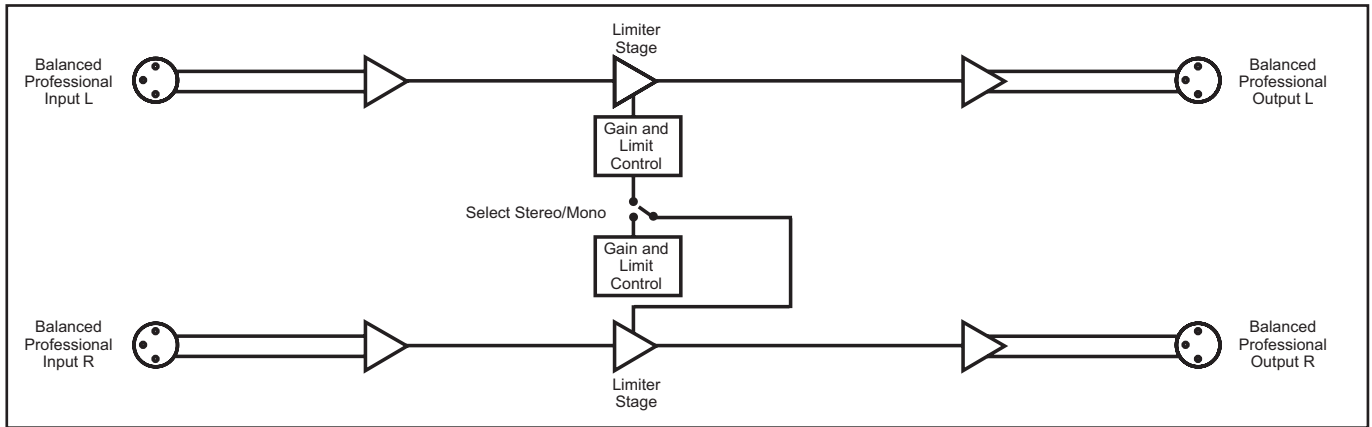 Limiter
Stage
Balanced
Professional
Input L
Balanced
Professional
Output L
Gain and
Limit
Control
Select Stereo/Mono
Gain and
Limit
Control
Balanced
Professional
Input R
Balanced
Professional
Output R
Limiter
Stage